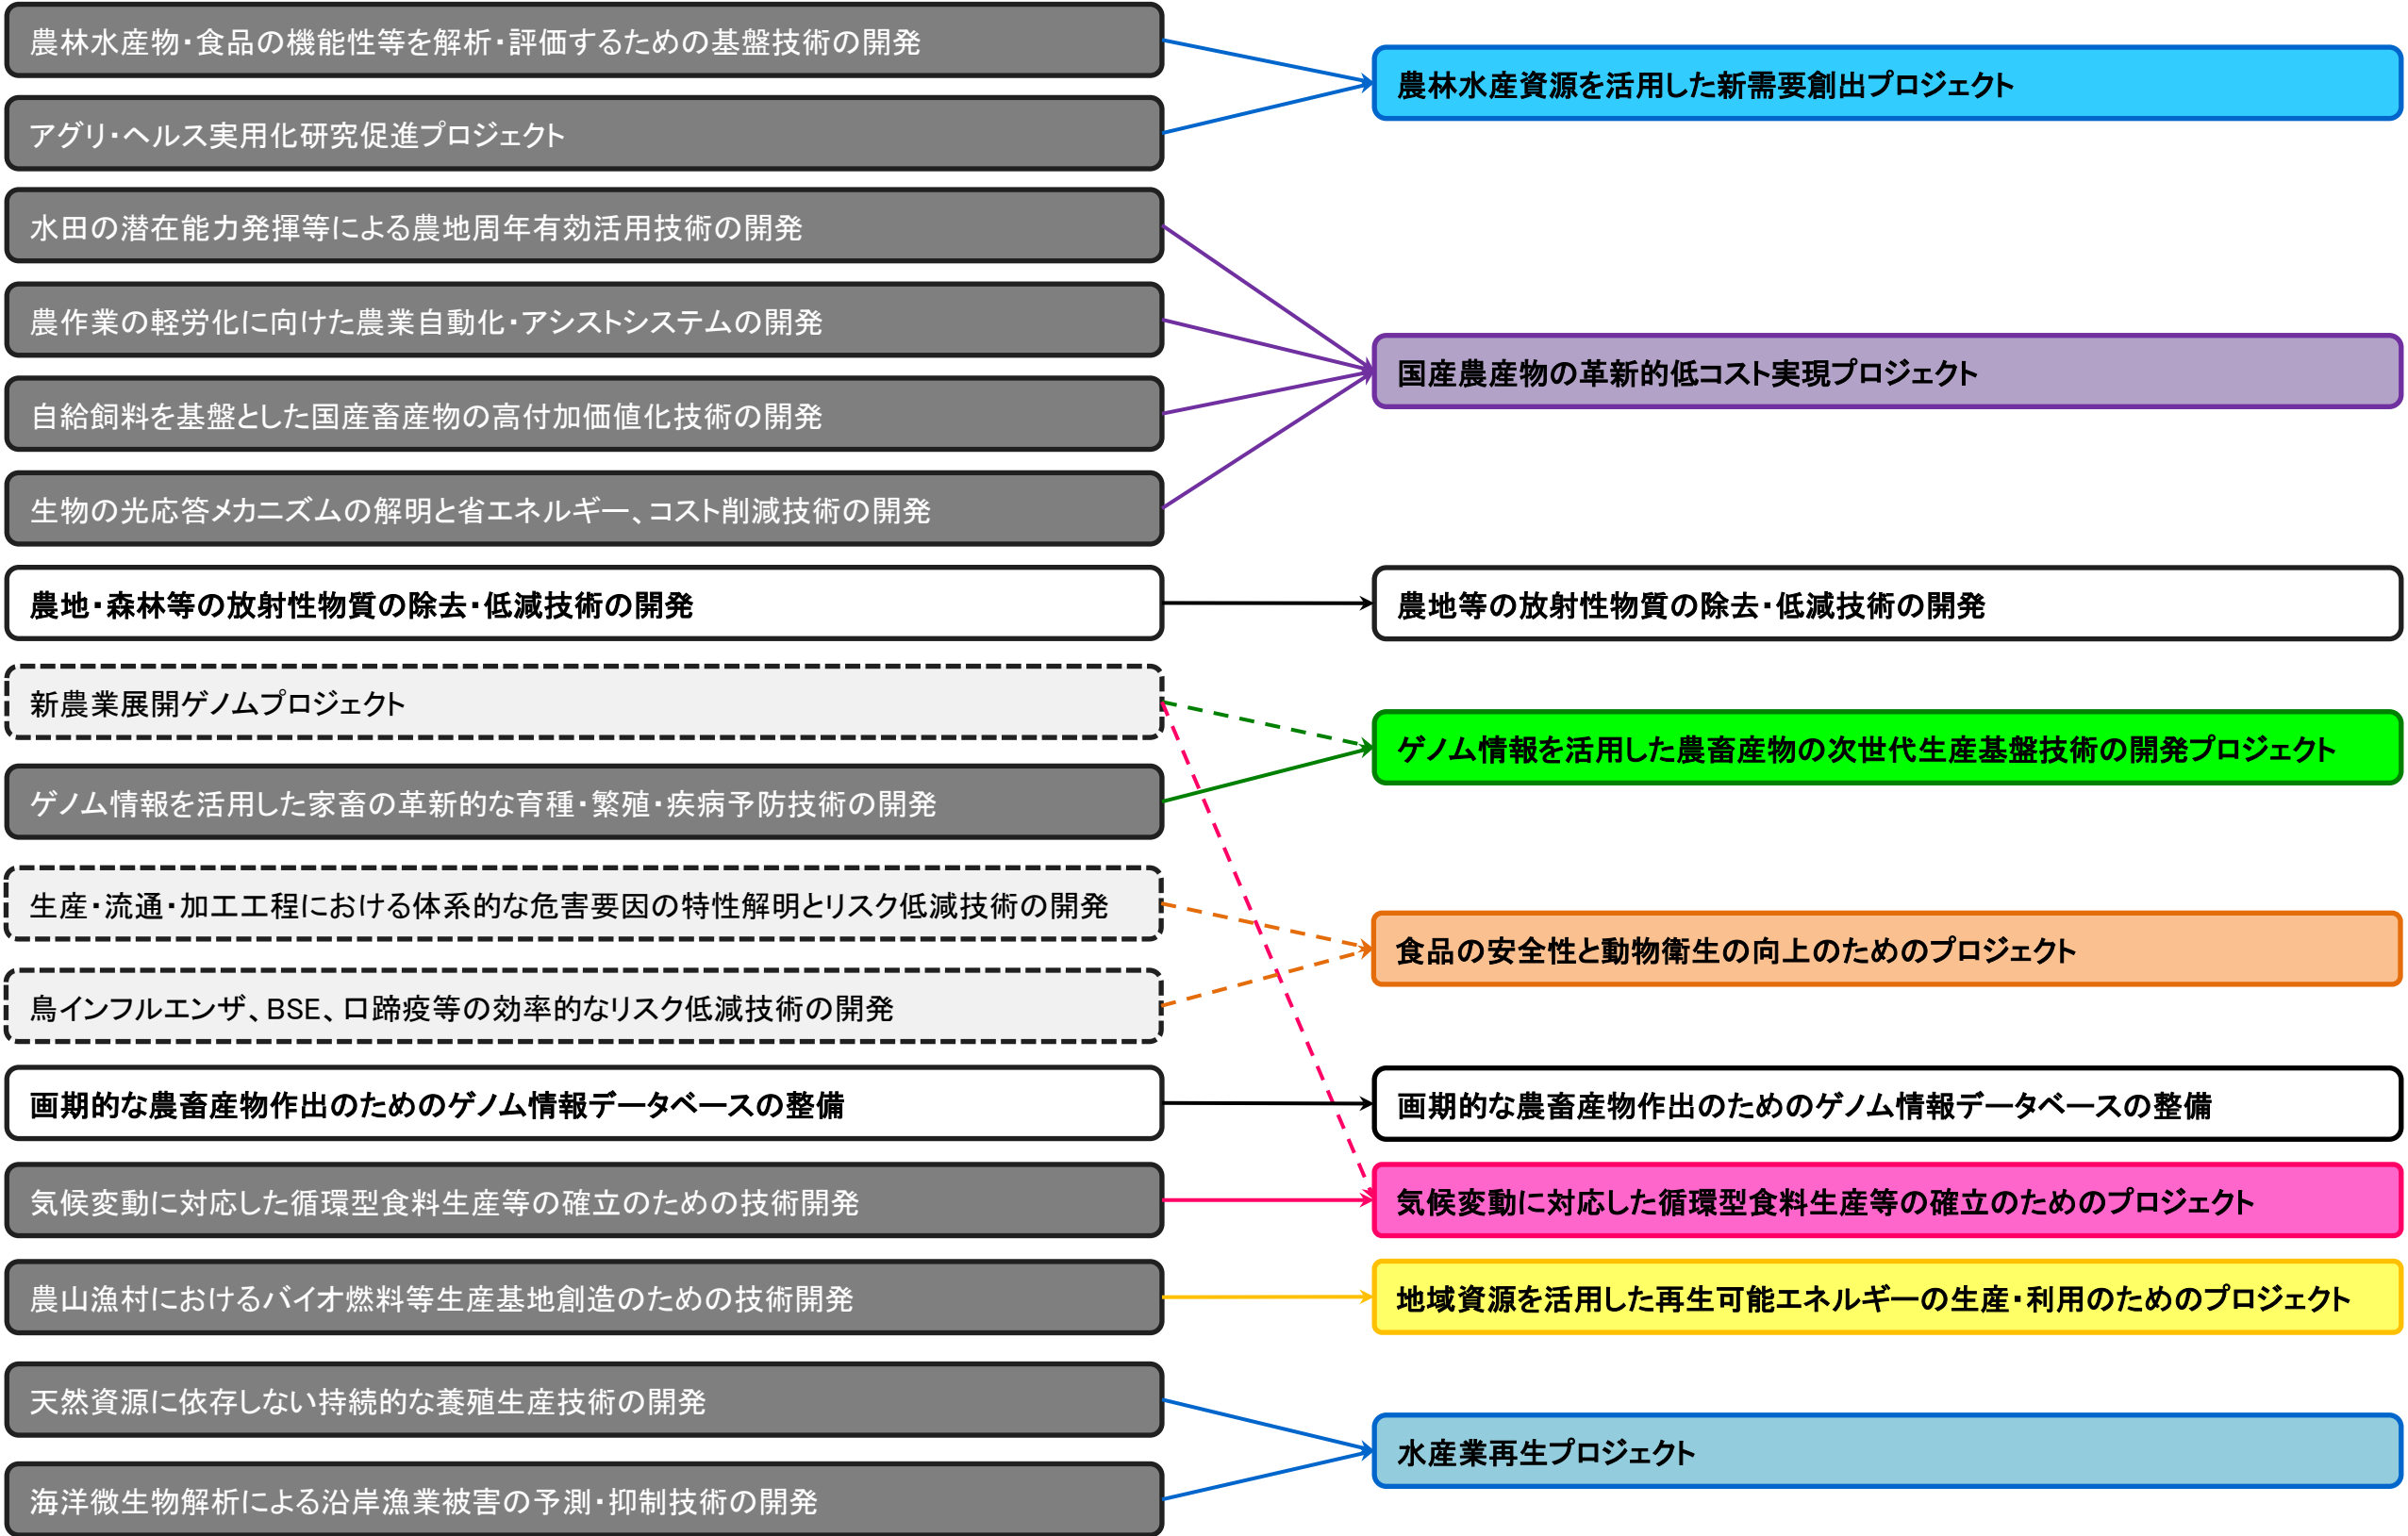 農林水産物・食品の機能性等を解析・評価するための基盤技術の開発
アグリ・ヘルス実用化研究促進プロジェクト
農林水産資源を活用した新需要創出プロジェクト
水田の潜在能力発揮等による農地周年有効活用技術の開発
農作業の軽労化に向けた農業自動化・アシストシステムの開発
自給飼料を基盤とした国産畜産物の高付加価値化技術の開発
生物の光応答メカニズムの解明と省エネルギー、コスト削減技術の開発
国産農産物の革新的低コスト実現プロジェクト
農地・森林等の放射性物質の除去・低減技術の開発
農地等の放射性物質の除去・低減技術の開発
新農業展開ゲノムプロジェクト
ゲノム情報を活用した家畜の革新的な育種・繁殖・疾病予防技術の開発
ゲノム情報を活用した農畜産物の次世代生産基盤技術の開発プロジェクト
生産・流通・加工工程における体系的な危害要因の特性解明とリスク低減技術の開発
鳥インフルエンザ、BSE、口蹄疫等の効率的なリスク低減技術の開発
食品の安全性と動物衛生の向上のためのプロジェクト
画期的な農畜産物作出のためのゲノム情報データベースの整備
画期的な農畜産物作出のためのゲノム情報データベースの整備
気候変動に対応した循環型食料生産等の確立のための技術開発
気候変動に対応した循環型食料生産等の確立のためのプロジェクト
農山漁村におけるバイオ燃料等生産基地創造のための技術開発
地域資源を活用した再生可能エネルギーの生産・利用のためのプロジェクト
天然資源に依存しない持続的な養殖生産技術の開発
海洋微生物解析による沿岸漁業被害の予測・抑制技術の開発
水産業再生プロジェクト